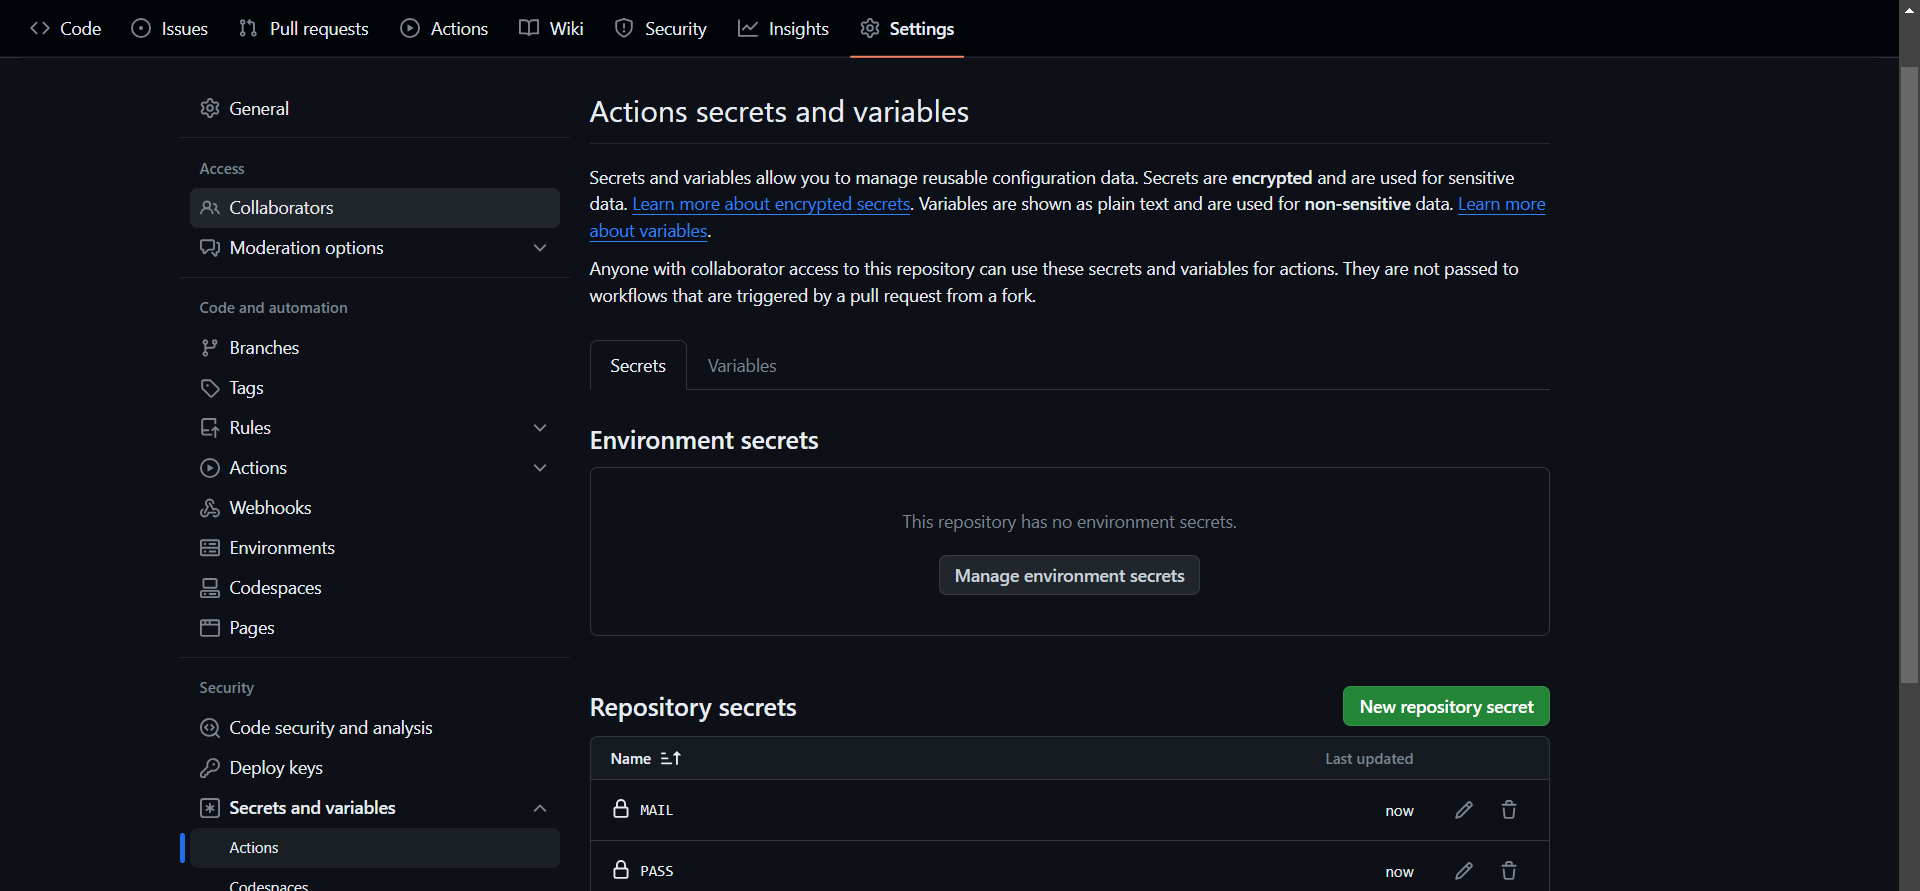 Code Issues Pull requests Actions Wiki Security Insights Settings
General
Access
Collaborators
Moderation options
Code and automation
Branches
Tags
Rules
Actions
Webhooks
Environments
Codespaces
Pages
Security
Code security and analysis
Deploy keys
Secrets and variables
Actions
Codespaces
Actions secrets and variables
Secrets and variables allow you to manage reusable configuration data. Secrets are encrypted and are used for sensitive
data. Learn more about encrypted secrets. Variables are shown as plain text and are used for non-sensitive data. Learn more
about variables.
Anyone with collaborator access to this repository can use these secrets and variables for actions. They are not passed to
workflows that are triggered by a pull request from a fork.
Secrets Variables
Environment secrets
This repository has no environment secrets.
Manage environment secrets
Repository secrets New repository secret
Name Last updated
MAIL now
PASS now